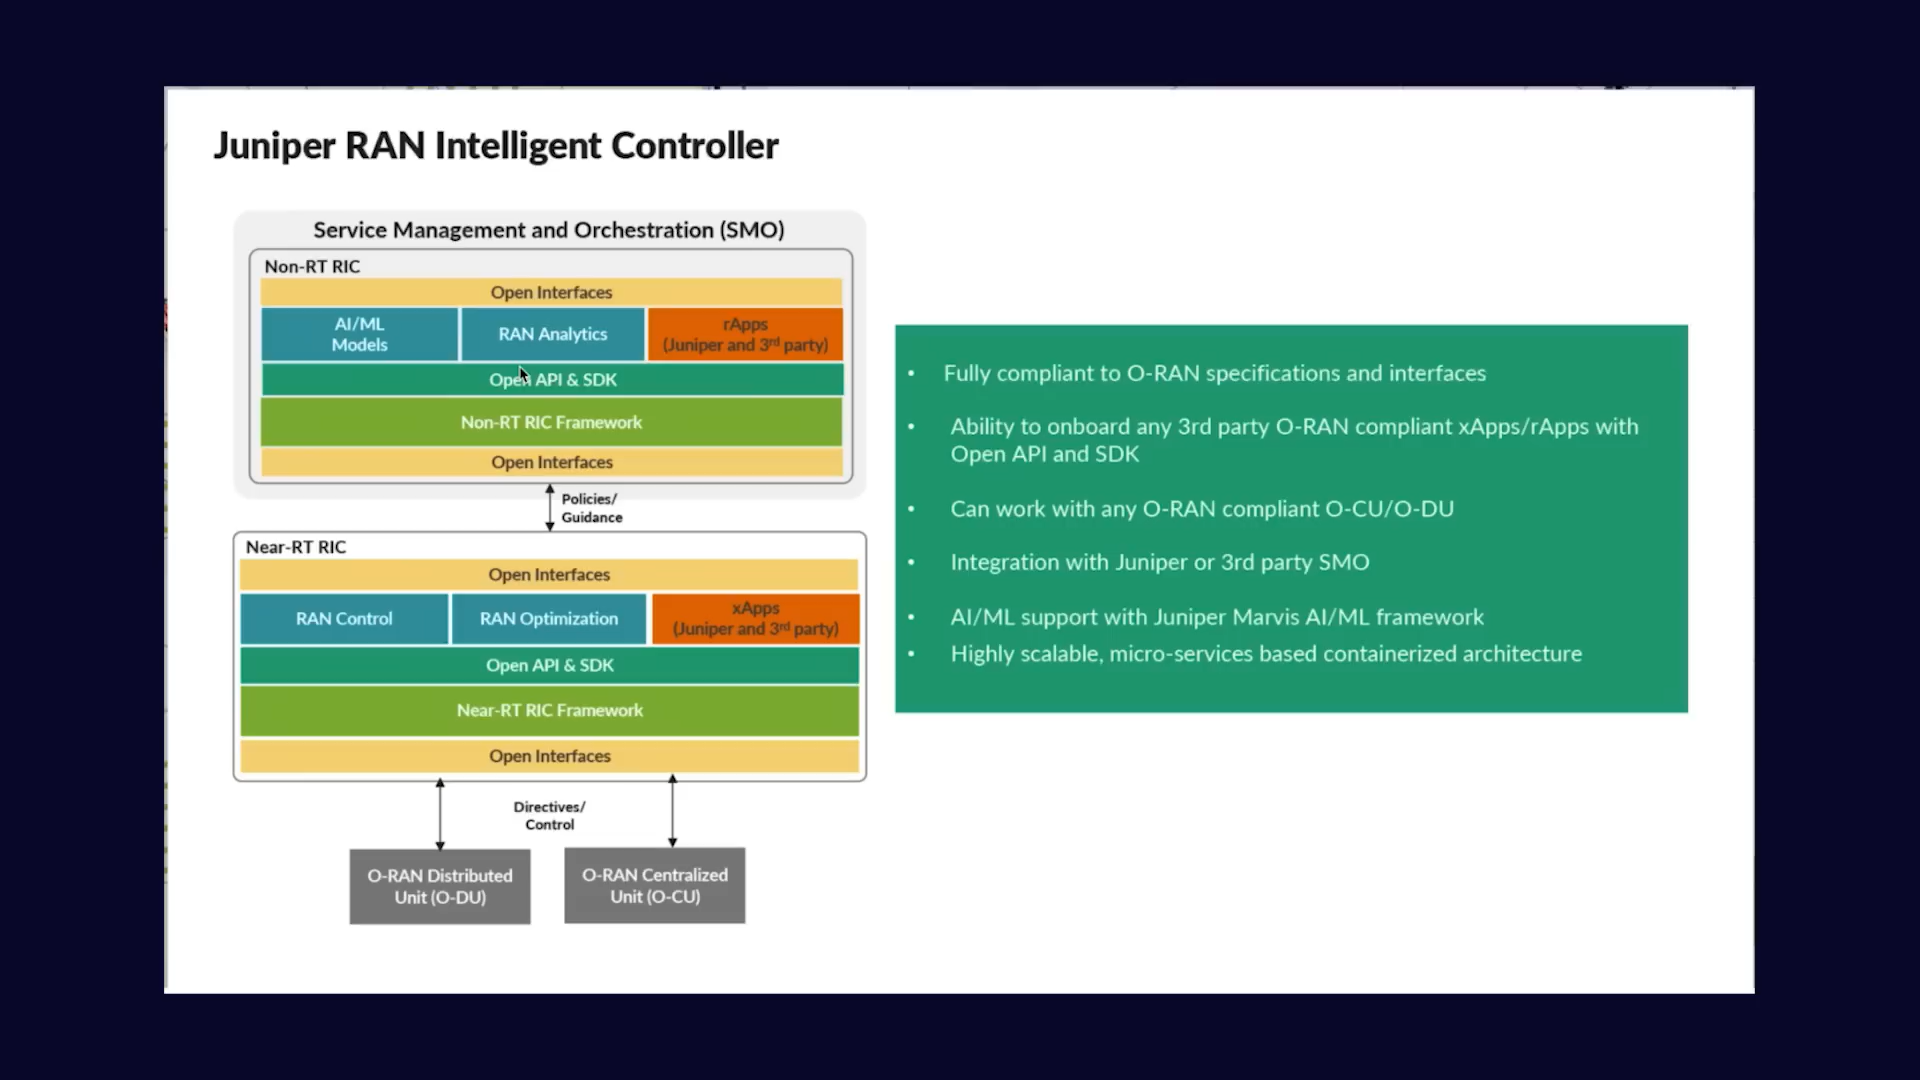 Juniper RAN Intelligent Controller
Service Management and Orchestration (SMO)
Non-RT RIC
Open Interfaces
AI/ML
Models
RAN Analytics
rApps
(Juniper and 3rd party)
Open API & SDK
Non-RT RIC Framework
Open Interfaces
Policies/
Guidance
Near-RT RIC
Open Interfaces
RAN Control
RAN Optimization
xApps
(Juniper and 3rd party)
Open API & SDK
Near-RT RIC Framework
Open Interfaces
Directives/
Control
O-RAN Distributed
Unit (O-DU)
O-RAN Centralized
Unit (O-CU)
• Fully compliant to O-RAN specifications and interfaces
• Ability to onboard any 3rd party O-RAN compliant xApps/rApps with
Open API and SDK
• Can work with any O-RAN compliant O-CU/O-DU
• Integration with Juniper or 3rd party SMO
• AI/ML support with Juniper Marvis AI/ML framework
• Highly scalable, micro-services based containerized architecture